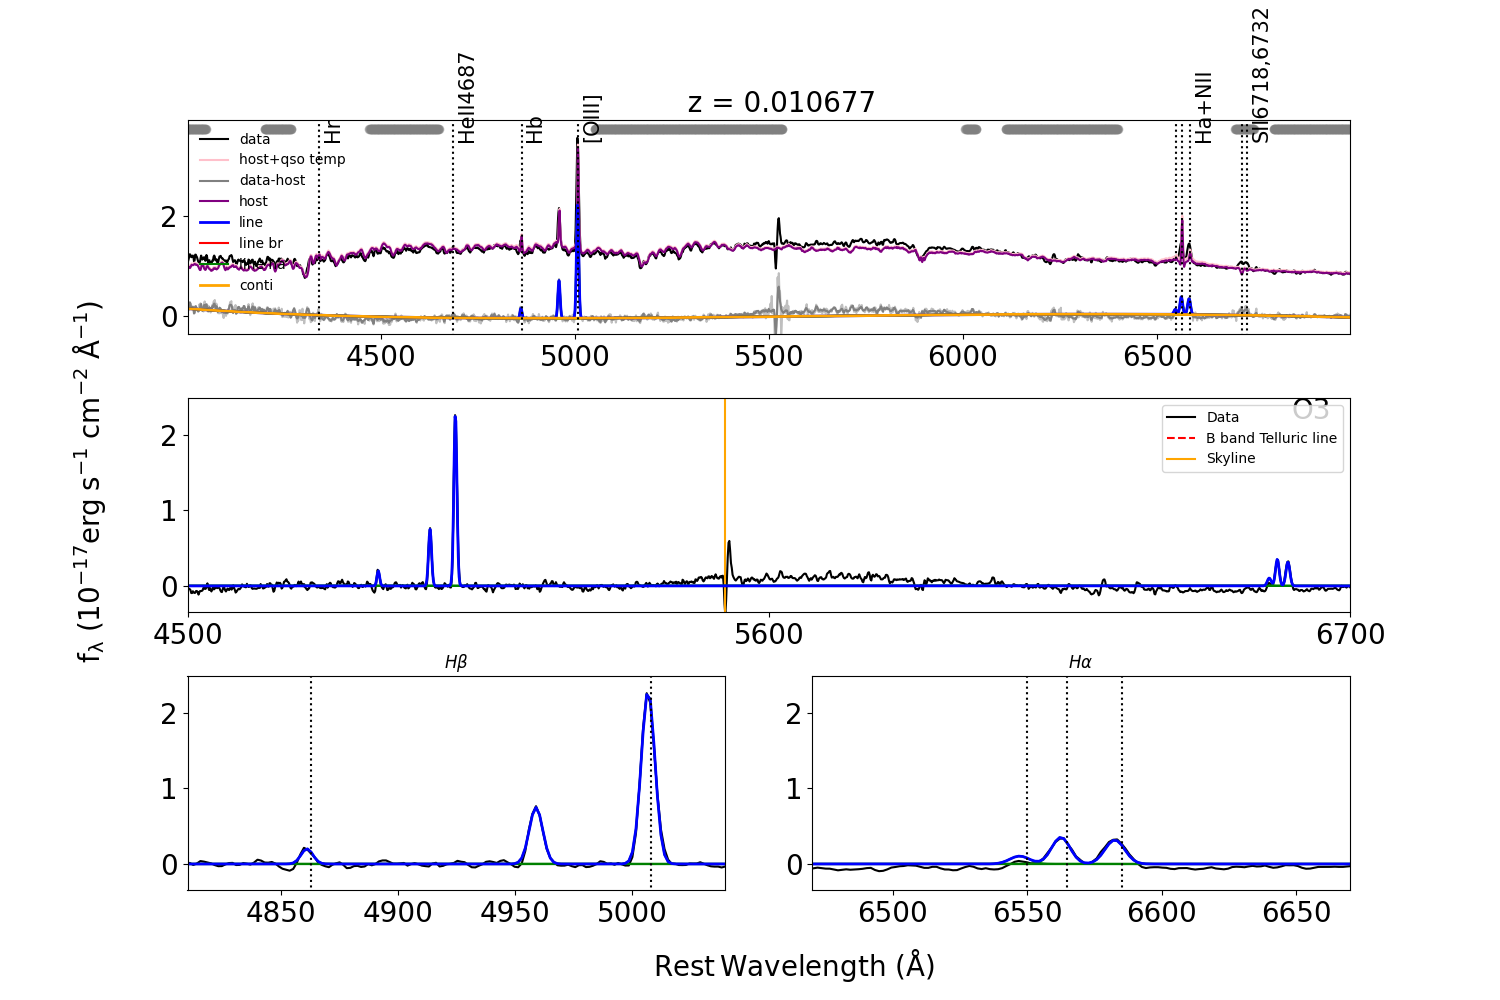 z = 0.010677
Hr
HeII4687
Hb
[OIII]
Ha+NII
SII6718,6732
data
host+qso temp
data-host
host
line
line br
conti
2
0
4500 5000 5500 6000 6500
f_λ (10^−17 erg s^−1 cm^−2 Å^−1)
O3
Data
B band Telluric line
Skyline
2
1
0
4500 5600 6700
Hβ
2
1
0
4850 4900 4950 5000
Hα
2
1
0
6500 6550 6600 6650
Rest Wavelength (Å)